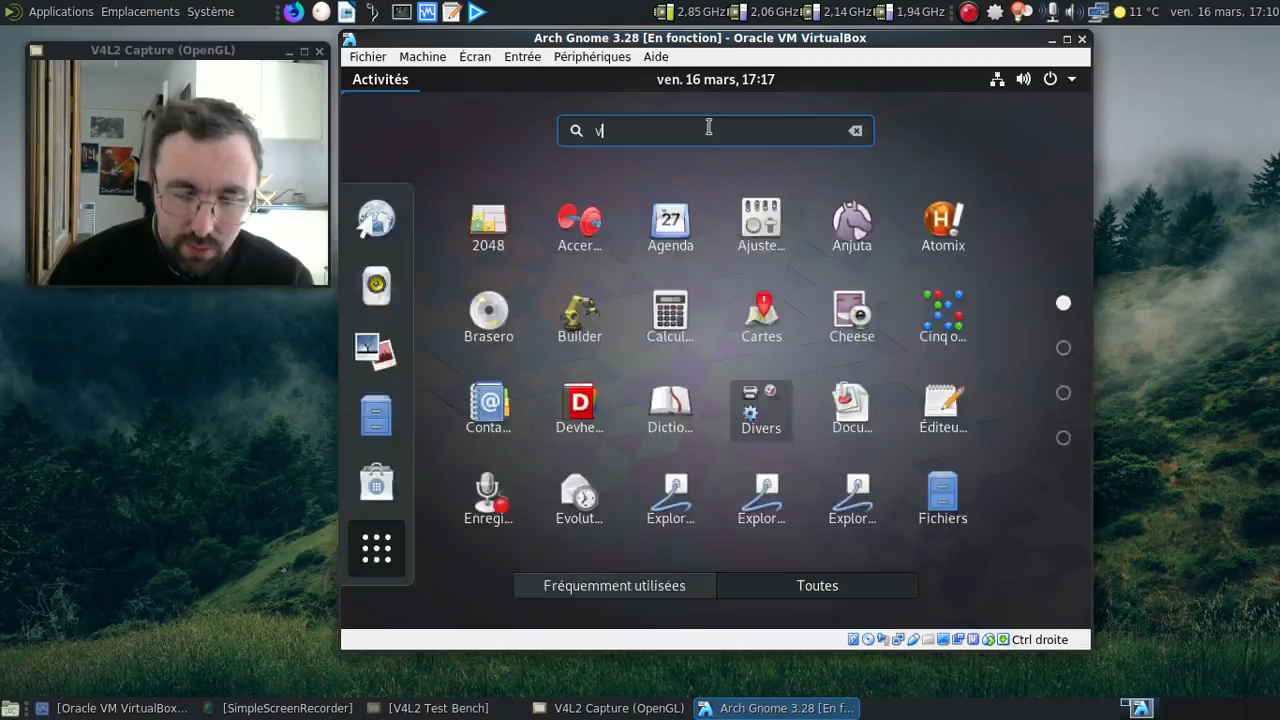 Applications Emplacements Système
2,85 GHz 2,06 GHz 2,14 GHz 1,94 GHz
11 °C ven. 16 mars, 17:10
V4L2 Capture (OpenGL)
Arch Gnome 3.28 [En fonction] - Oracle VM VirtualBox
Fichier Machine Écran Entrée Périphériques Aide
Activités ven. 16 mars, 17:17
v
2048 Accer... Agenda Ajuste... Anjuta Atomix
Brasero Builder Calcul... Cartes Cheese Cinq o...
Conta... Devhe... Dictio... Divers Docu... Éditeu...
Enregi... Evolut... Explor... Explor... Explor... Fichiers
Fréquemment utilisées Toutes
Ctrl droite
[Oracle VM VirtualBox... [SimpleScreenRecorder] [V4L2 Test Bench] V4L2 Capture (OpenGL) Arch Gnome 3.28 [En f...